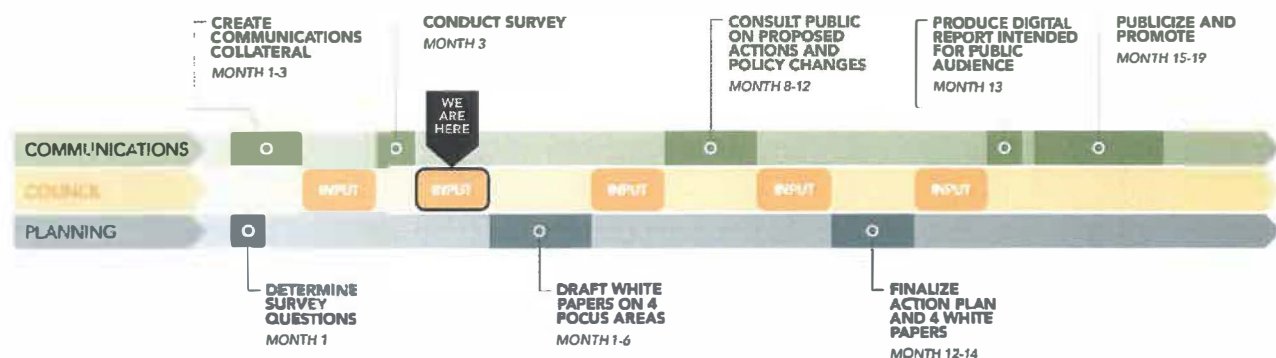 CREATE
COMMUNICATIONS
COLLATERAL
MONTH 1-3
CONDUCT SURVEY
MONTH 3
CONSULT PUBLIC
ON PROPOSED
ACTIONS AND
POLICY CHANGES
MONTH 8-12
PRODUCE DIGITAL
REPORT INTENDED
FOR PUBLIC
AUDIENCE
MONTH 13
PUBLICIZE AND
PROMOTE
MONTH 15-19
WE
ARE
HERE
COMMUNICATIONS
COUNCIL
INPUT
INPUT
INPUT
INPUT
INPUT
PLANNING
DETERMINE
SURVEY
QUESTIONS
MONTH 1
DRAFT WHITE
PAPERS ON 4
FOCUS AREAS
MONTH 1-6
FINALIZE
ACTION PLAN
AND 4 WHITE
PAPERS
MONTH 12-14